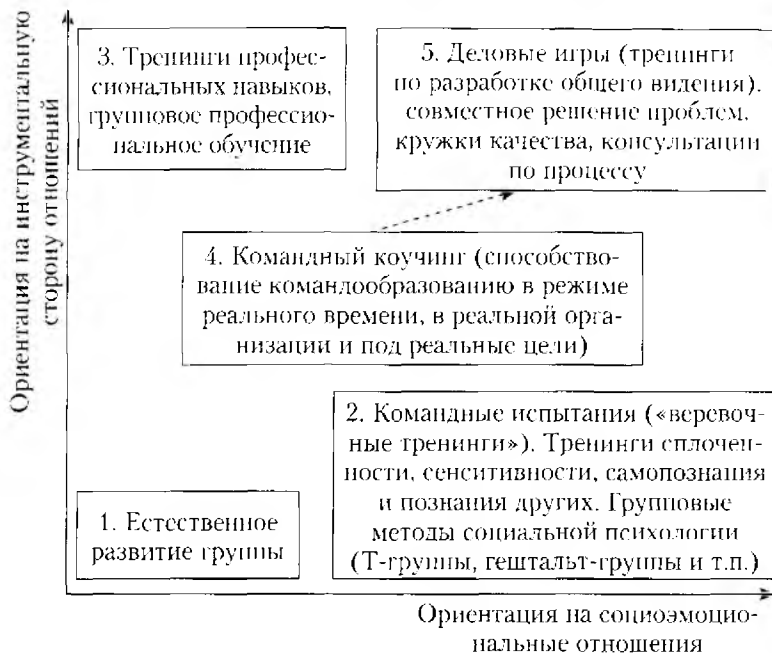 Ориентация на инструментальную
сторону отношений
3. Тренинги профес-
сиональных навыков,
групповое профессио-
нальное обучение
5. Деловые игры (тренинги
по разработке общего видения).
совместное решение проблем,
кружки качества, консультации
по процессу
4. Командный коучинг (способство-
вание командообразованию в режиме
реального времени, в реальной орга-
низации и под реальные цели)
2. Командные испытания («веревоч-
ные тренинги»). Тренинги сплочен-
ности, сенситивности, самопознания
и познания других. Групповые
методы социальной психологии
(Т-группы, гештальт-группы и т.п.)
1. Естественное
развитие группы
Ориентация на социоэмоцио-
нальные отношения